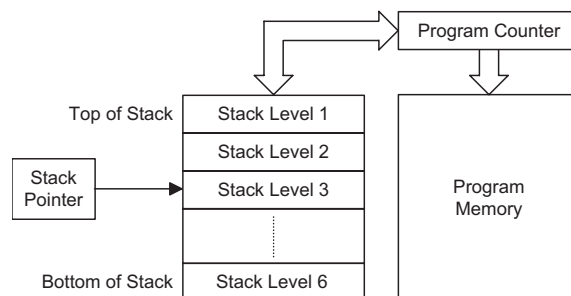 Program Counter
Top of Stack
Stack Level 1
Stack Level 2
Stack
Pointer
Stack Level 3
Program
Memory
Bottom of Stack
Stack Level 6